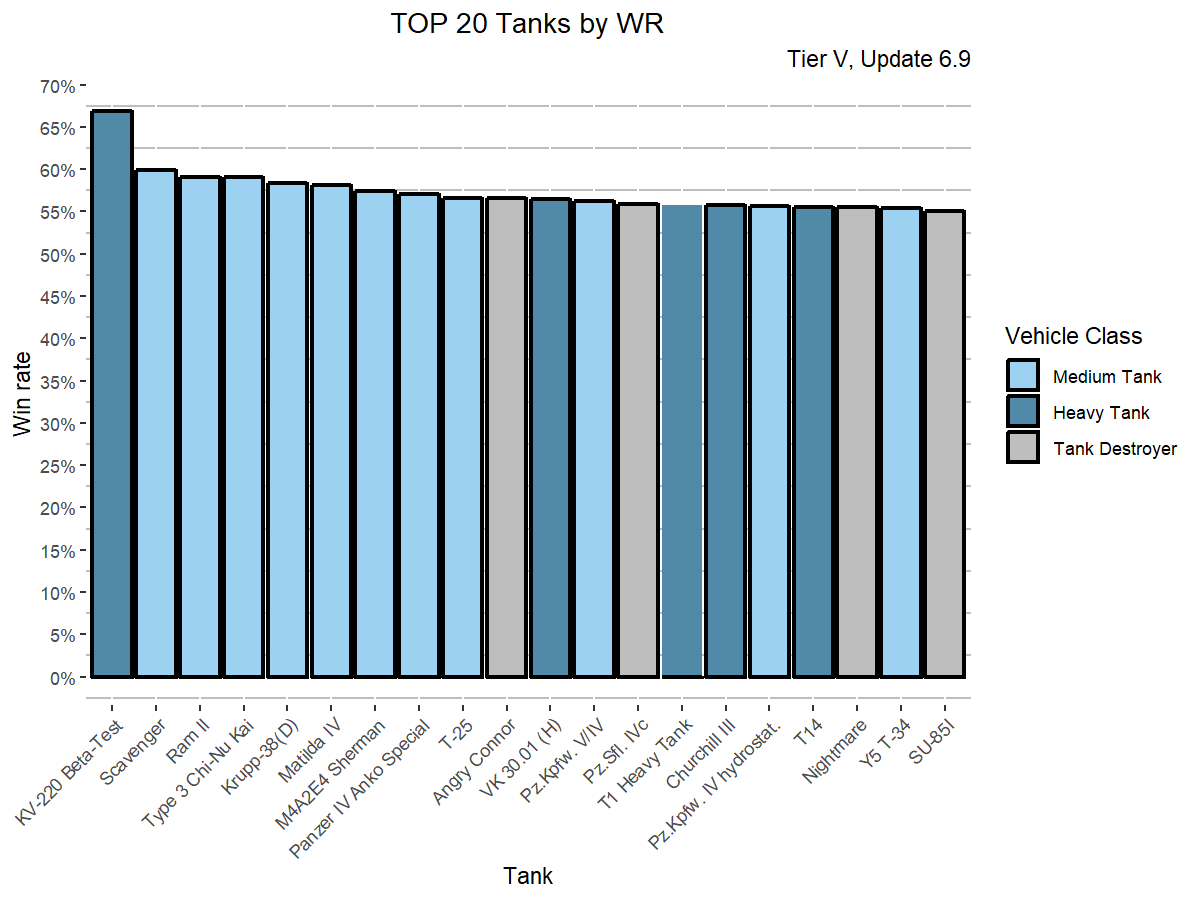 TOP 20 Tanks by WR
Tier V, Update 6.9
70%
65%
60%
55%
50%
45%
40%
35%
30%
25%
20%
15%
10%
5%
0%
Win rate
KV-220 Beta-Test
Scavenger
Ram II
Type 3 Chi-Nu Kai
Krupp-38(D)
Matilda IV
M4A2E4 Sherman
Panzer IV Anko Special
T-25
Angry Connor
VK 30.01 (H)
Pz.Kpfw. V/IV
Pz.Sfl. IVc
T1 Heavy Tank
Churchill III
Pz.Kpfw. IV hydrostat.
T14
Nightmare
Y5 T-34
SU-85I
Tank
Vehicle Class
Medium Tank
Heavy Tank
Tank Destroyer